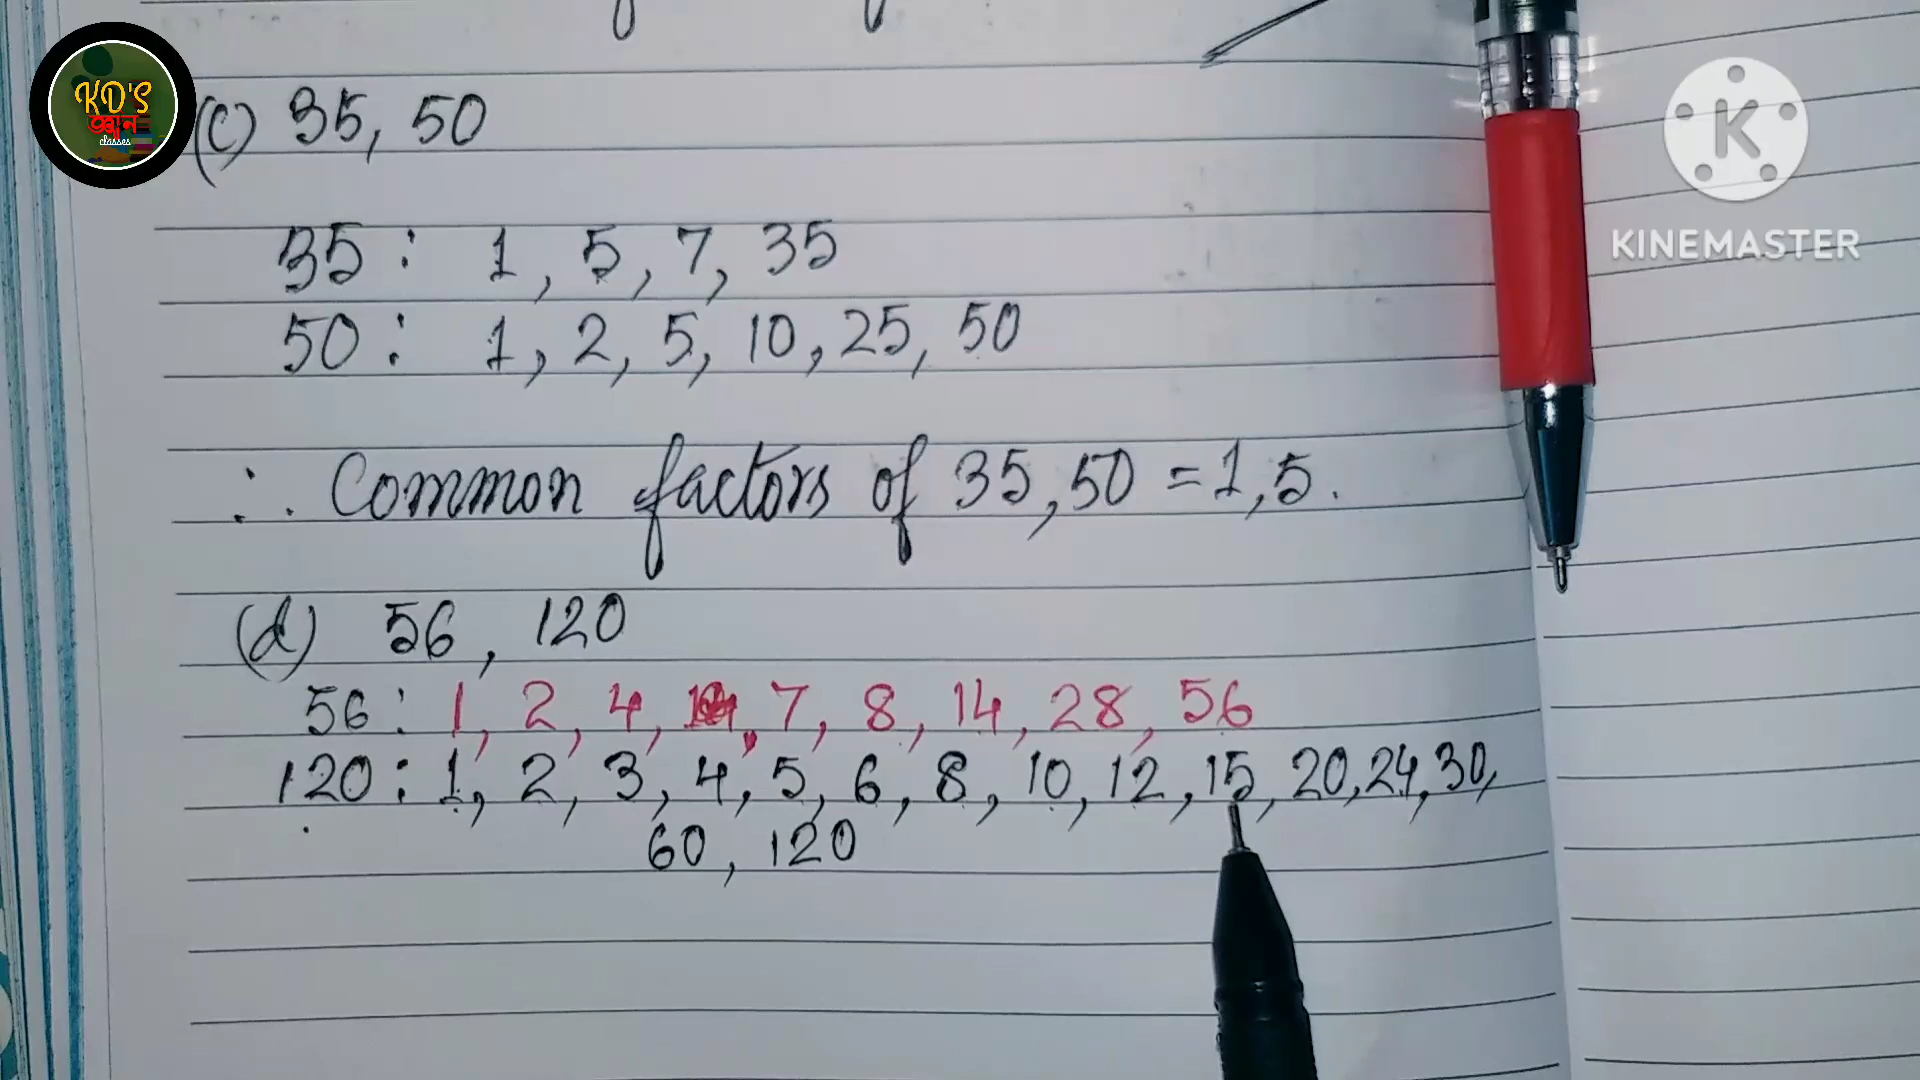 KD'S
জ্ঞান
classes
(c) 35, 50
K
KINEMASTER
35 : 1, 5, 7, 35
50 : 1, 2, 5, 10, 25, 50
∴ Common factors of 35, 50 = 1, 5.
(d) 56, 120
56 : 1, 2, 4, 7, 8, 14, 28, 56
120 : 1, 2, 3, 4, 5, 6, 8, 10, 12, 15, 20, 24, 30,
60, 120